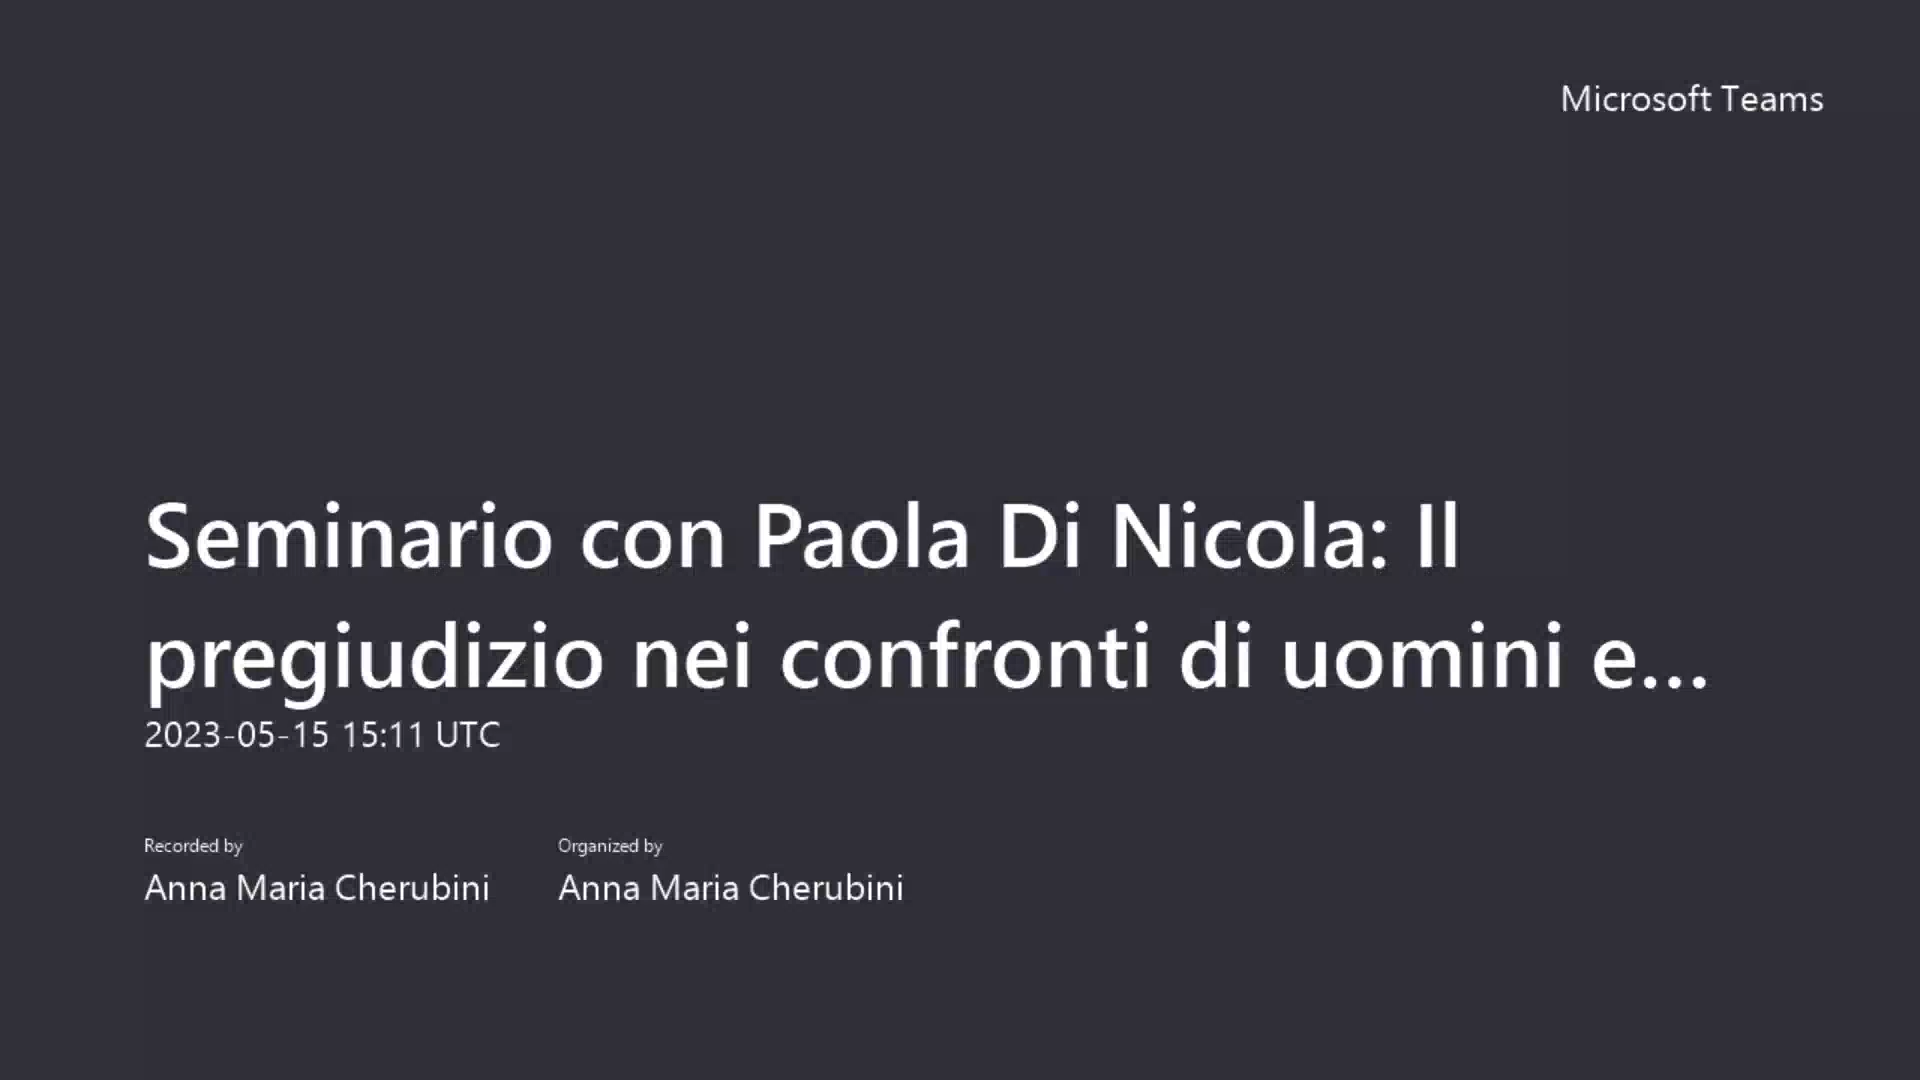 Microsoft Teams
Seminario con Paola Di Nicola: Il
pregiudizio nei confronti di uomini e...
2023-05-15 15:11 UTC
Recorded by
Organized by
Anna Maria Cherubini
Anna Maria Cherubini